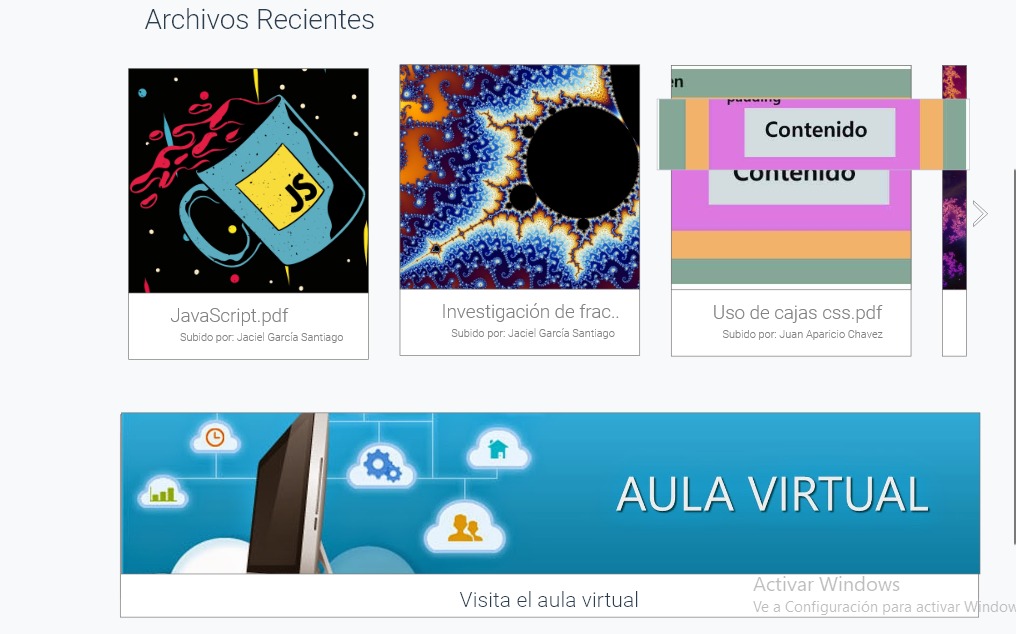 Archivos Recientes
JS
en
padding
Contenido
Contenido
JavaScript.pdf
Subido por: Jaciel García Santiago
Investigación de frac..
Subido por: Jaciel García Santiago
Uso de cajas css.pdf
Subido por: Juan Aparicio Chavez
AULA VIRTUAL
Visita el aula virtual
Activar Windows
Ve a Configuración para activar Window